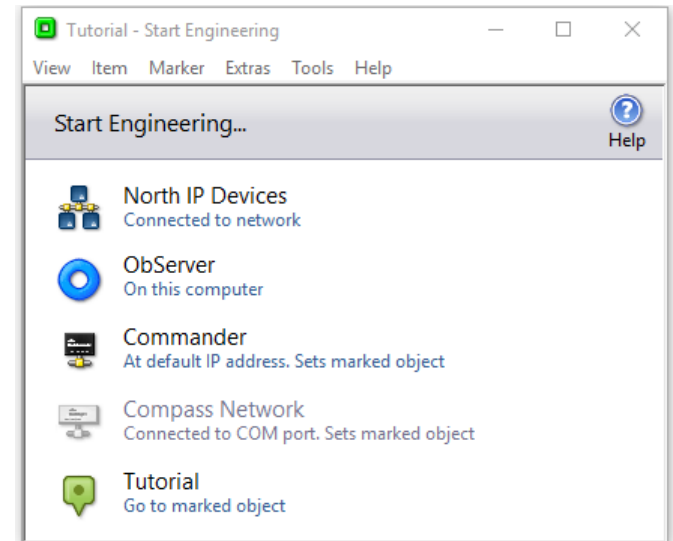 Tutorial - Start Engineering
View Item Marker Extras Tools Help
Start Engineering...
Help
North IP Devices
Connected to network
ObServer
On this computer
Commander
At default IP address. Sets marked object
Compass Network
Connected to COM port. Sets marked object
Tutorial
Go to marked object